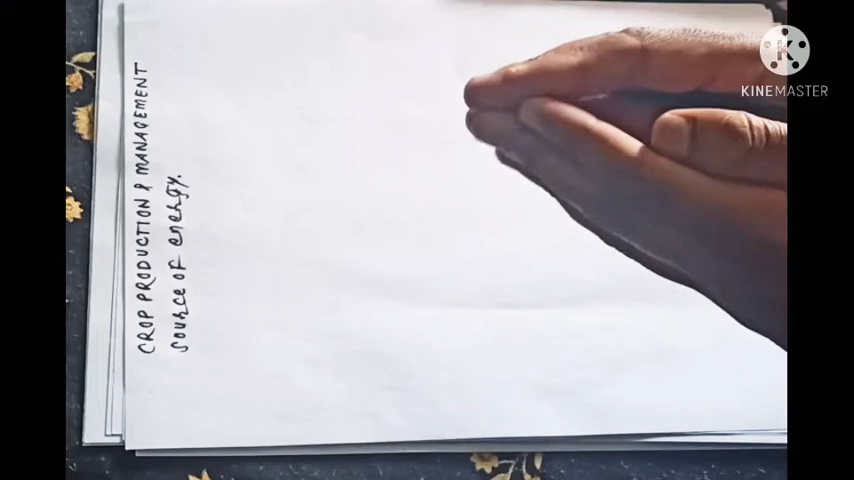 CROP PRODUCTION & MANAGEMENT
source of energy.
KINEMASTER